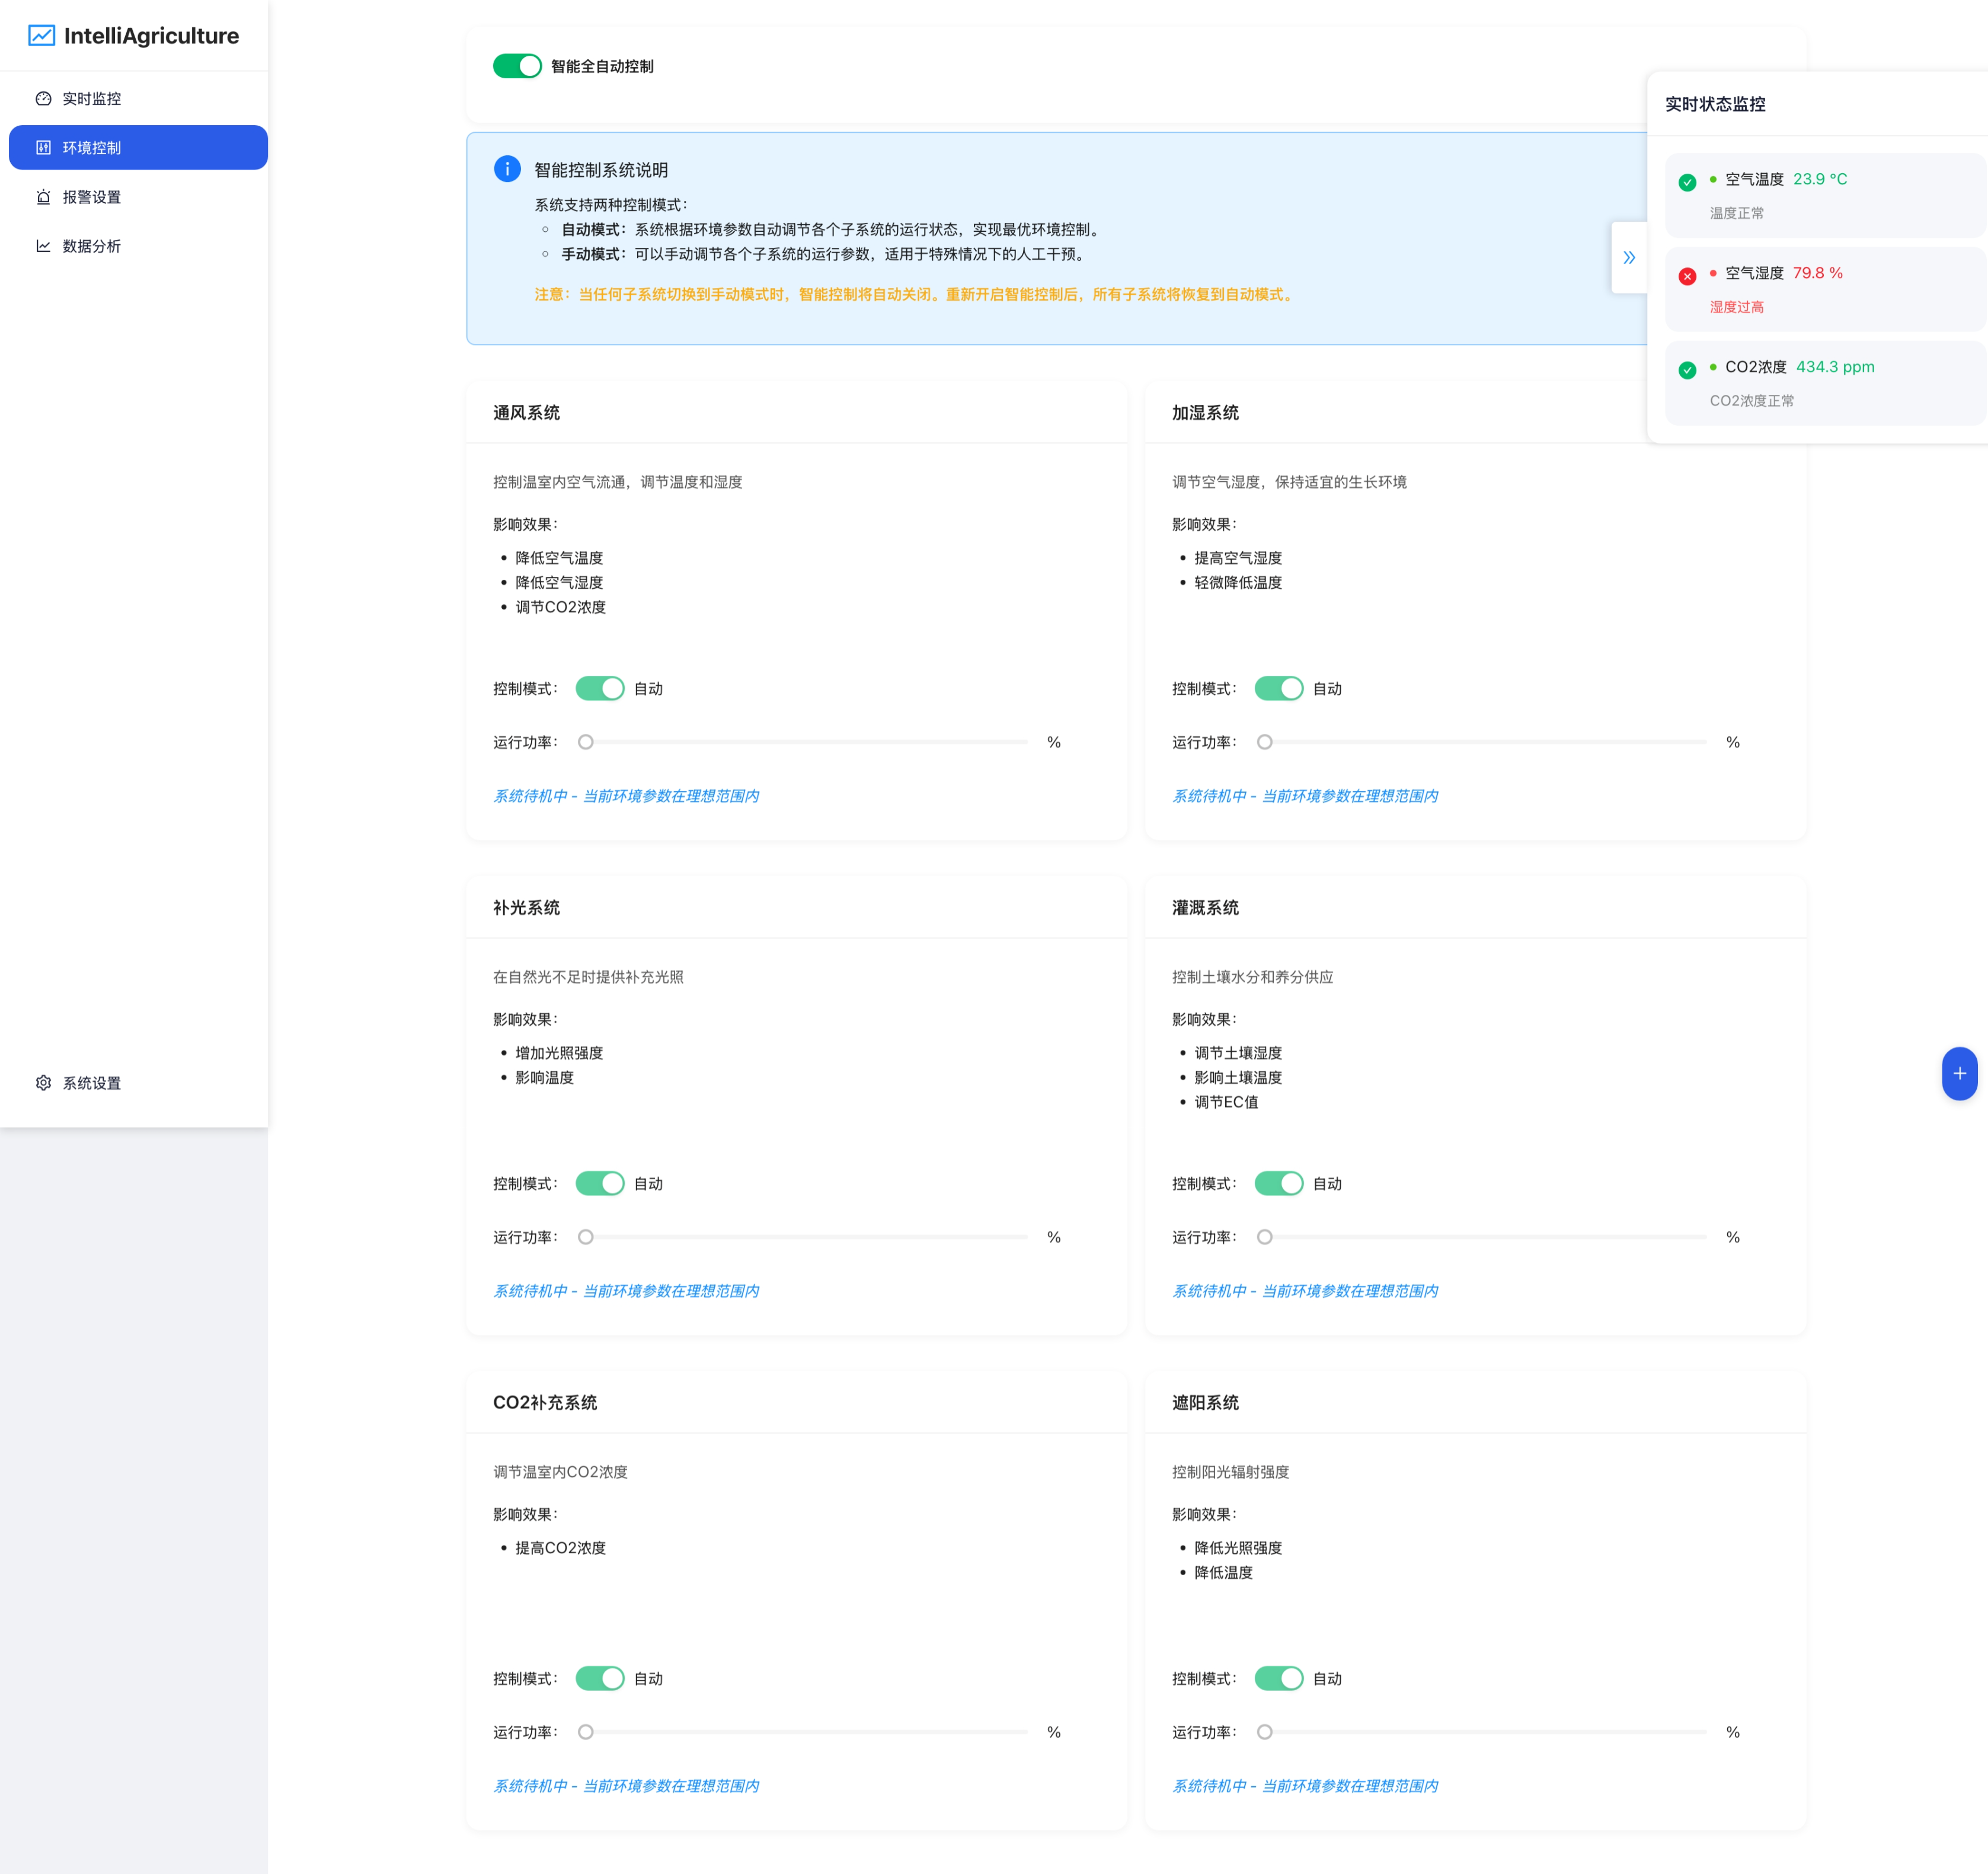 IntelliAgriculture
实时监控
环境控制
报警设置
数据分析
系统设置
智能全自动控制
智能控制系统说明
系统支持两种控制模式：
自动模式：系统根据环境参数自动调节各个子系统的运行状态，实现最优环境控制。
手动模式：可以手动调节各个子系统的运行参数，适用于特殊情况下的人工干预。
注意：当任何子系统切换到手动模式时，智能控制将自动关闭。重新开启智能控制后，所有子系统将恢复到自动模式。
实时状态监控
空气温度 23.9 °C
温度正常
空气湿度 79.8 %
湿度过高
CO2浓度 434.3 ppm
CO2浓度正常
通风系统
控制温室内空气流通，调节温度和湿度
影响效果：
降低空气温度
降低空气湿度
调节CO2浓度
控制模式： 自动
运行功率： %
系统待机中 - 当前环境参数在理想范围内
加湿系统
调节空气湿度，保持适宜的生长环境
影响效果：
提高空气湿度
轻微降低温度
控制模式： 自动
运行功率： %
系统待机中 - 当前环境参数在理想范围内
补光系统
在自然光不足时提供补充光照
影响效果：
增加光照强度
影响温度
控制模式： 自动
运行功率： %
系统待机中 - 当前环境参数在理想范围内
灌溉系统
控制土壤水分和养分供应
影响效果：
调节土壤湿度
影响土壤温度
调节EC值
控制模式： 自动
运行功率： %
系统待机中 - 当前环境参数在理想范围内
CO2补充系统
调节温室内CO2浓度
影响效果：
提高CO2浓度
控制模式： 自动
运行功率： %
系统待机中 - 当前环境参数在理想范围内
遮阳系统
控制阳光辐射强度
影响效果：
降低光照强度
降低温度
控制模式： 自动
运行功率： %
系统待机中 - 当前环境参数在理想范围内